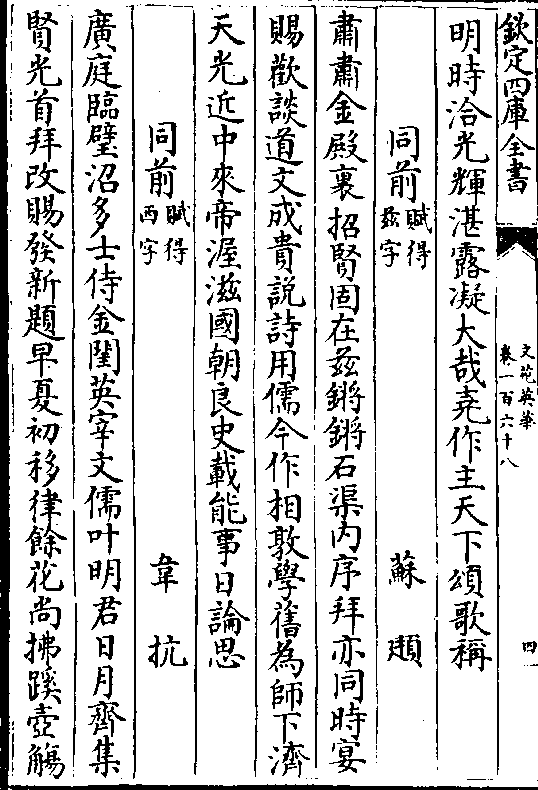 欽定四庫全書
文苑英華
卷一百六十八
四
明時洽光輝湛露凝大哉堯作主天下頌歌稱
同前賦得茲字 蘇頲
肅肅金殿裏招賢固在茲鏘鏘石渠内序拜亦同時宴
賜歡談道文成貴說詩用儒今作相敦學舊為師下濟
天光近中來帝渥滋國朝良史載能事日論思
同前賦得西字 韋抗
廣庭臨璧沼多士侍金閨英宰文儒叶明君日月齊集
賢光首拜改賜發新題早夏初移律餘花尚拂蹊壺觴